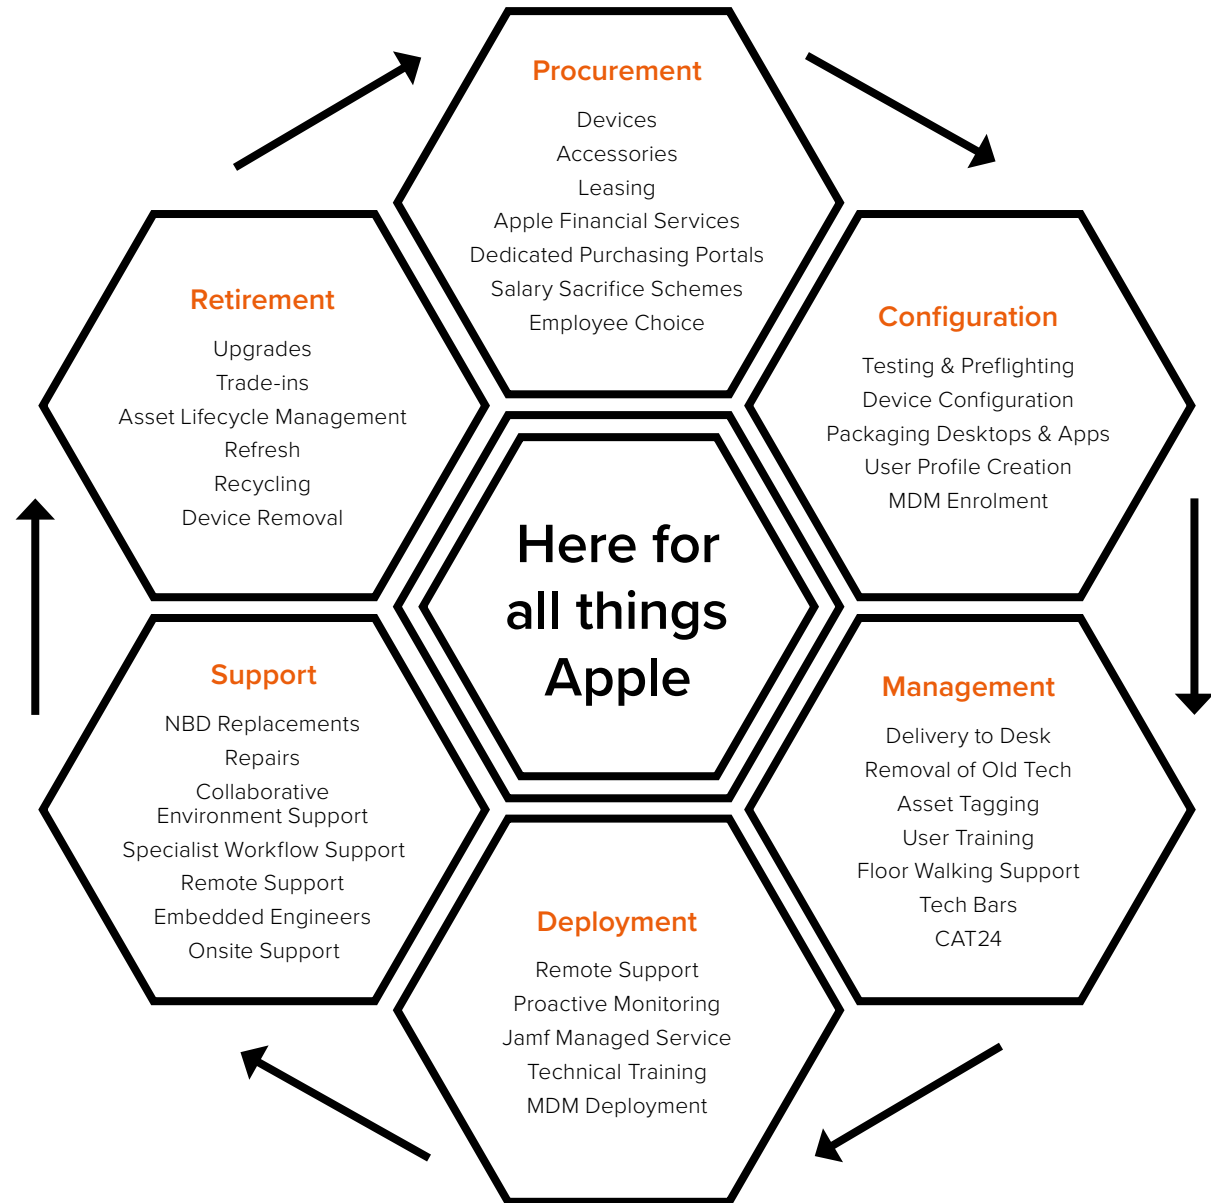 Procurement
Devices
Accessories
Leasing
Apple Financial Services
Dedicated Purchasing Portals
Salary Sacrifice Schemes
Employee Choice
Configuration
Testing & Preflighting
Device Configuration
Packaging Desktops & Apps
User Profile Creation
MDM Enrolment
Management
Delivery to Desk
Removal of Old Tech
Asset Tagging
User Training
Floor Walking Support
Tech Bars
CAT24
Deployment
Remote Support
Proactive Monitoring
Jamf Managed Service
Technical Training
MDM Deployment
Support
NBD Replacements
Repairs
Collaborative
Environment Support
Specialist Workflow Support
Remote Support
Embedded Engineers
Onsite Support
Retirement
Upgrades
Trade-ins
Asset Lifecycle Management
Refresh
Recycling
Device Removal
Here for
all things
Apple